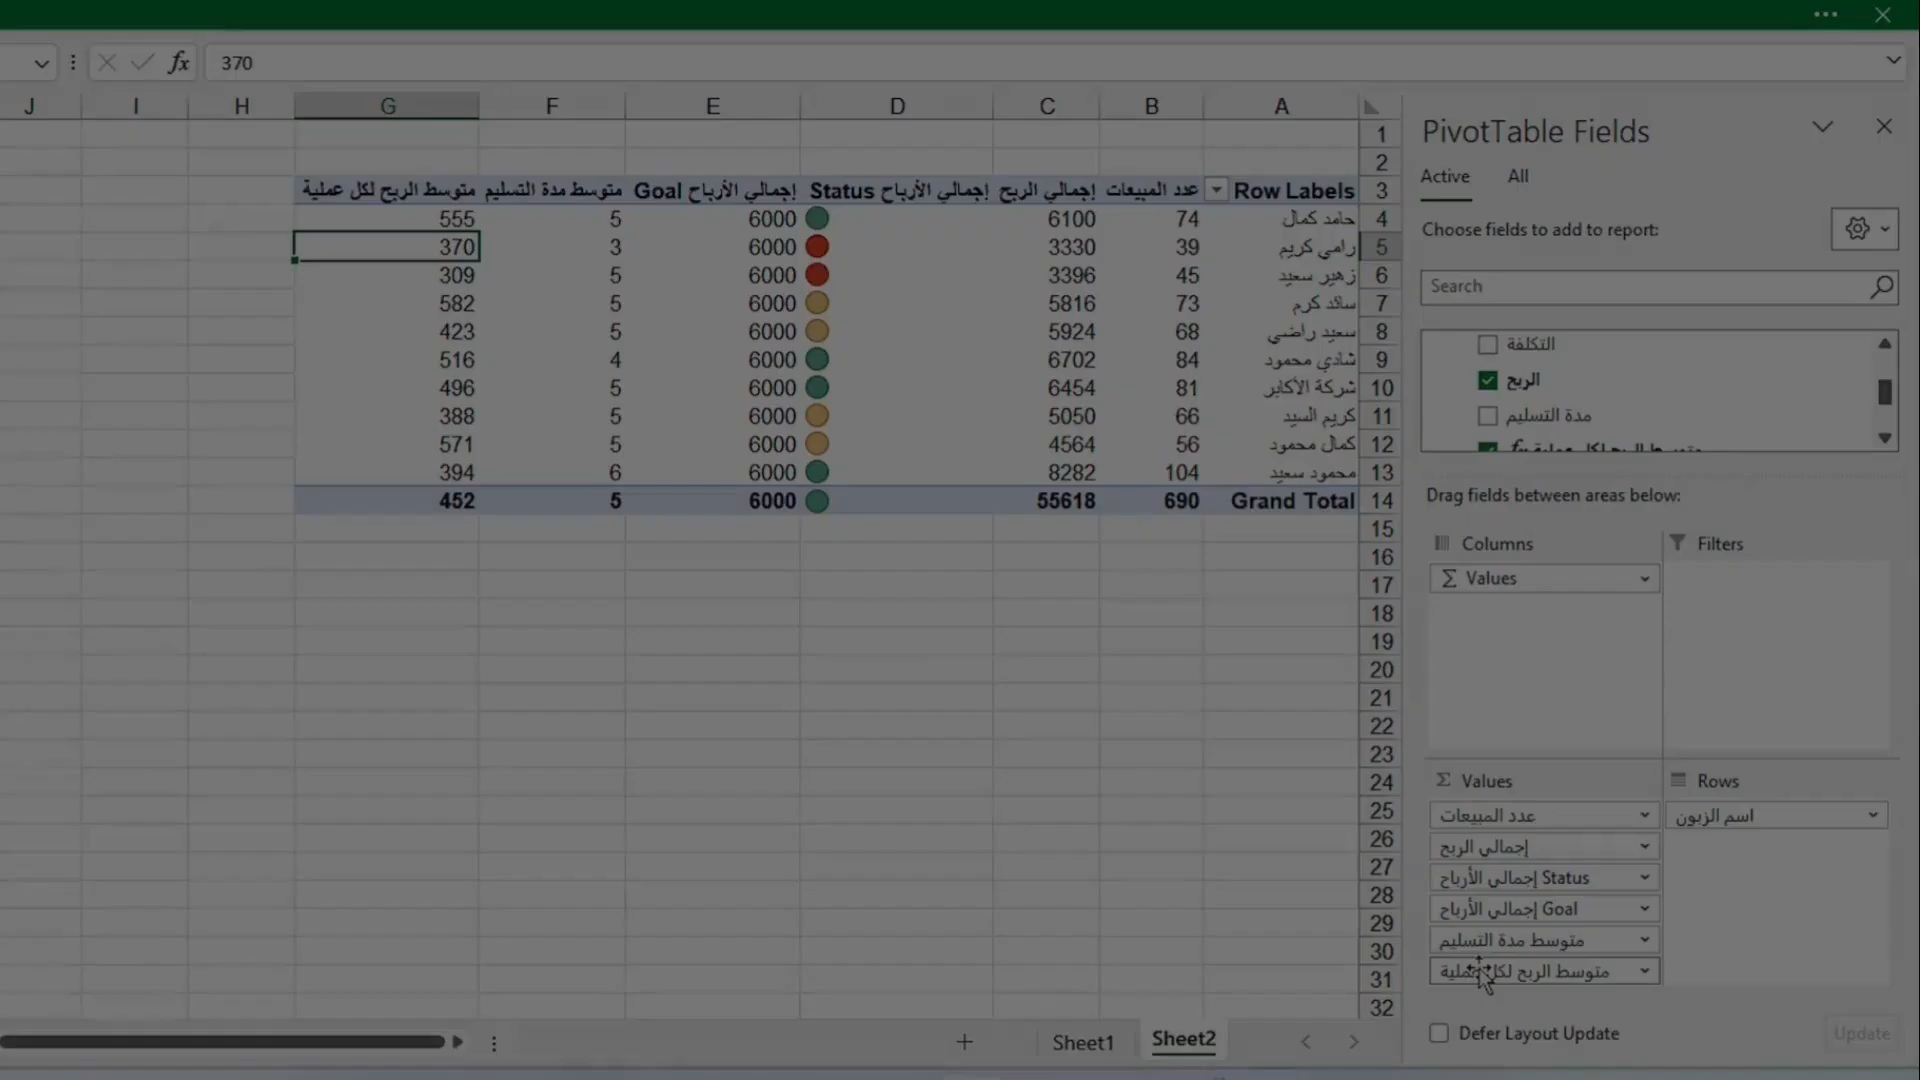 370
J I H G F E D C B A
PivotTable Fields
Active All
Choose fields to add to report:
Search
التكلفة
الربح
مدة التسليم
متوسط الربح لكل عملية fx
Drag fields between areas below:
Columns
Filters
Values
Values
Rows
عدد المبيعات
إجمالي الربح
إجمالي الأرباح Status
إجمالي الأرباح Goal
متوسط مدة التسليم
متوسط الربح لكل عملية
اسم الزبون
Defer Layout Update
Update
1
2
3 Row Labels عدد المبيعات إجمالي الربح إجمالي الأرباح Status إجمالي الأرباح Goal متوسط مدة التسليم متوسط الربح لكل عملية
4 حامد كمال 74 6100 6000 5 555
5 رامي كريم 39 3330 6000 3 370
6 زهير سعيد 45 3396 6000 5 309
7 سائد كرم 73 5816 6000 5 582
8 سعيد راضي 68 5924 6000 5 423
9 شادي محمود 84 6702 6000 4 516
10 شركة الأكابر 81 6454 6000 5 496
11 كريم السيد 66 5050 6000 5 388
12 كمال محمود 56 4564 6000 5 571
13 محمود سعيد 104 8282 6000 6 394
14 Grand Total 690 55618 6000 5 452
15
16
17
18
19
20
21
22
23
24
25
26
27
28
29
30
31
32
Sheet1
Sheet2